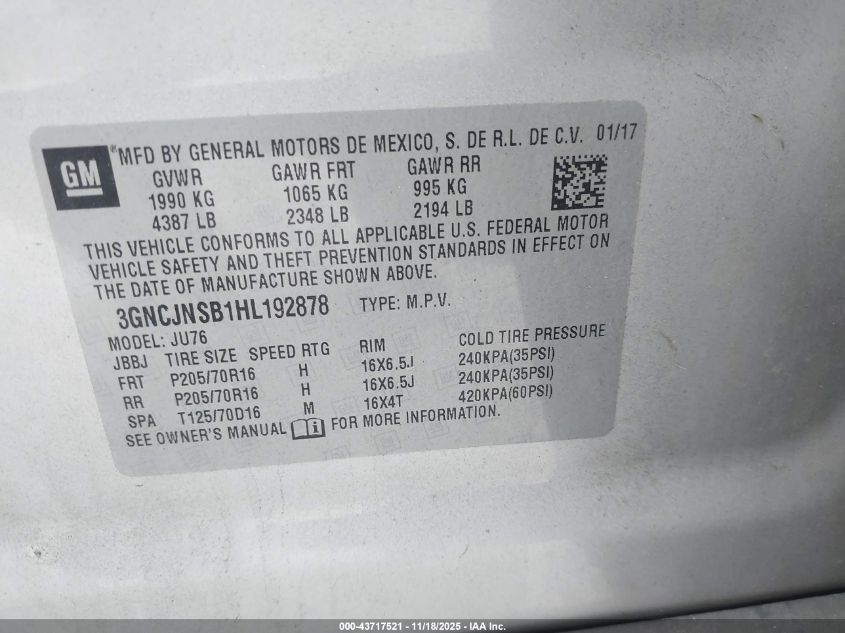 GM
MFD BY GENERAL MOTORS DE MEXICO, S. DE R.L. DE C.V. 01/17
GVWR GAWR FRT GAWR RR
1990 KG 1065 KG 995 KG
4387 LB 2348 LB 2194 LB
THIS VEHICLE CONFORMS TO ALL APPLICABLE U.S. FEDERAL MOTOR
VEHICLE SAFETY AND THEFT PREVENTION STANDARDS IN EFFECT ON
THE DATE OF MANUFACTURE SHOWN ABOVE.
3GNCJNSB1HL192878 TYPE: M.P.V.
MODEL: JU76
JBBJ TIRE SIZE SPEED RTG RIM COLD TIRE PRESSURE
FRT P205/70R16 H 16X6.5J 240KPA(35PSI)
RR P205/70R16 H 16X6.5J 240KPA(35PSI)
SPA T125/70D16 M 16X4T 420KPA(60PSI)
SEE OWNER'S MANUAL FOR MORE INFORMATION.
000-43717521 - 11/18/2025 - IAA Inc.